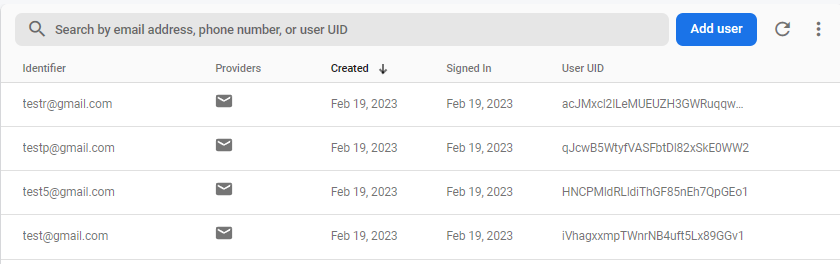 Search by email address, phone number, or user UID Add user
Identifier Providers Created Signed In User UID
testr@gmail.com Feb 19, 2023 Feb 19, 2023 acJMxcl2ILeMUEUZH3GWRuqqw...
testp@gmail.com Feb 19, 2023 Feb 19, 2023 qJcwB5WtyfVASFbtDl82xSkE0WW2
test5@gmail.com Feb 19, 2023 Feb 19, 2023 HNCPMldRLldiThGF85nEh7QpGEo1
test@gmail.com Feb 19, 2023 Feb 19, 2023 iVhagxxmpTWnrNB4uft5Lx89GGv1